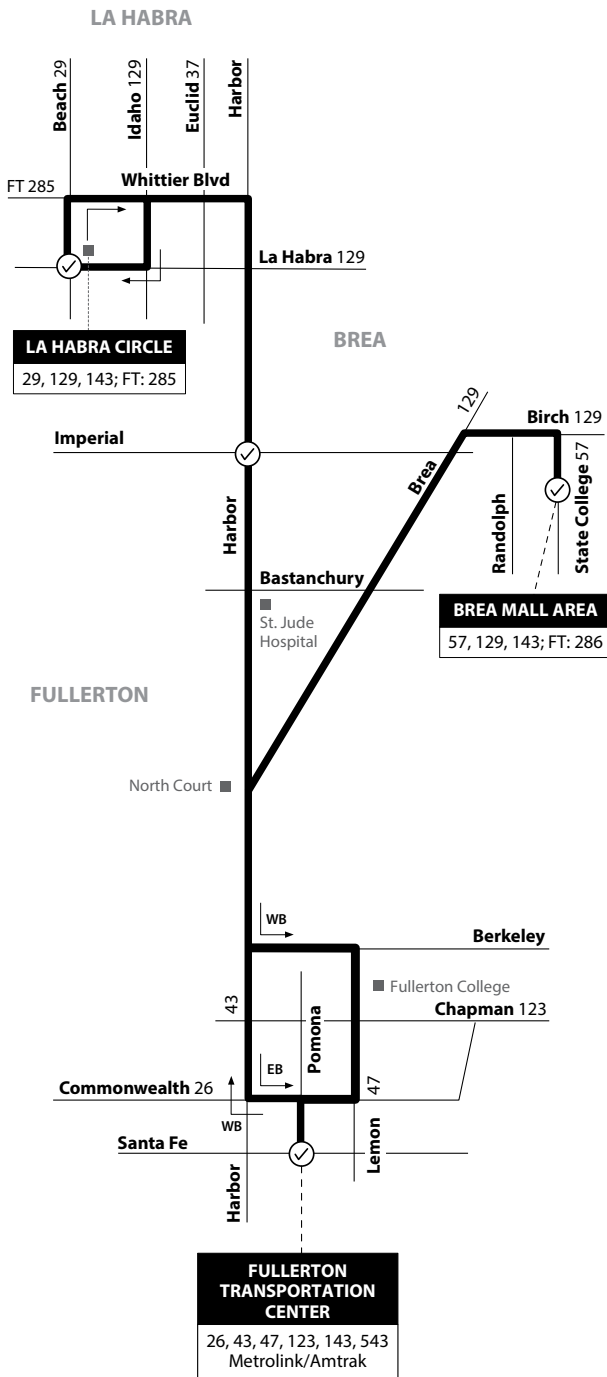 LA HABRA
Beach 29
Idaho 129
Euclid 37
Harbor
FT 285
Whittier Blvd
La Habra 129
LA HABRA CIRCLE
29, 129, 143; FT: 285
BREA
129
Birch 129
Imperial
Brea
Harbor
Randolph
State College 57
Bastanchury
St. Jude
Hospital
BREA MALL AREA
57, 129, 143; FT: 286
FULLERTON
North Court
WB
Berkeley
Fullerton College
43
Pomona
Chapman 123
EB
47
Commonwealth 26
WB
Santa Fe
Lemon
Harbor
FULLERTON
TRANSPORTATION
CENTER
26, 43, 47, 123, 143, 543
Metrolink/Amtrak